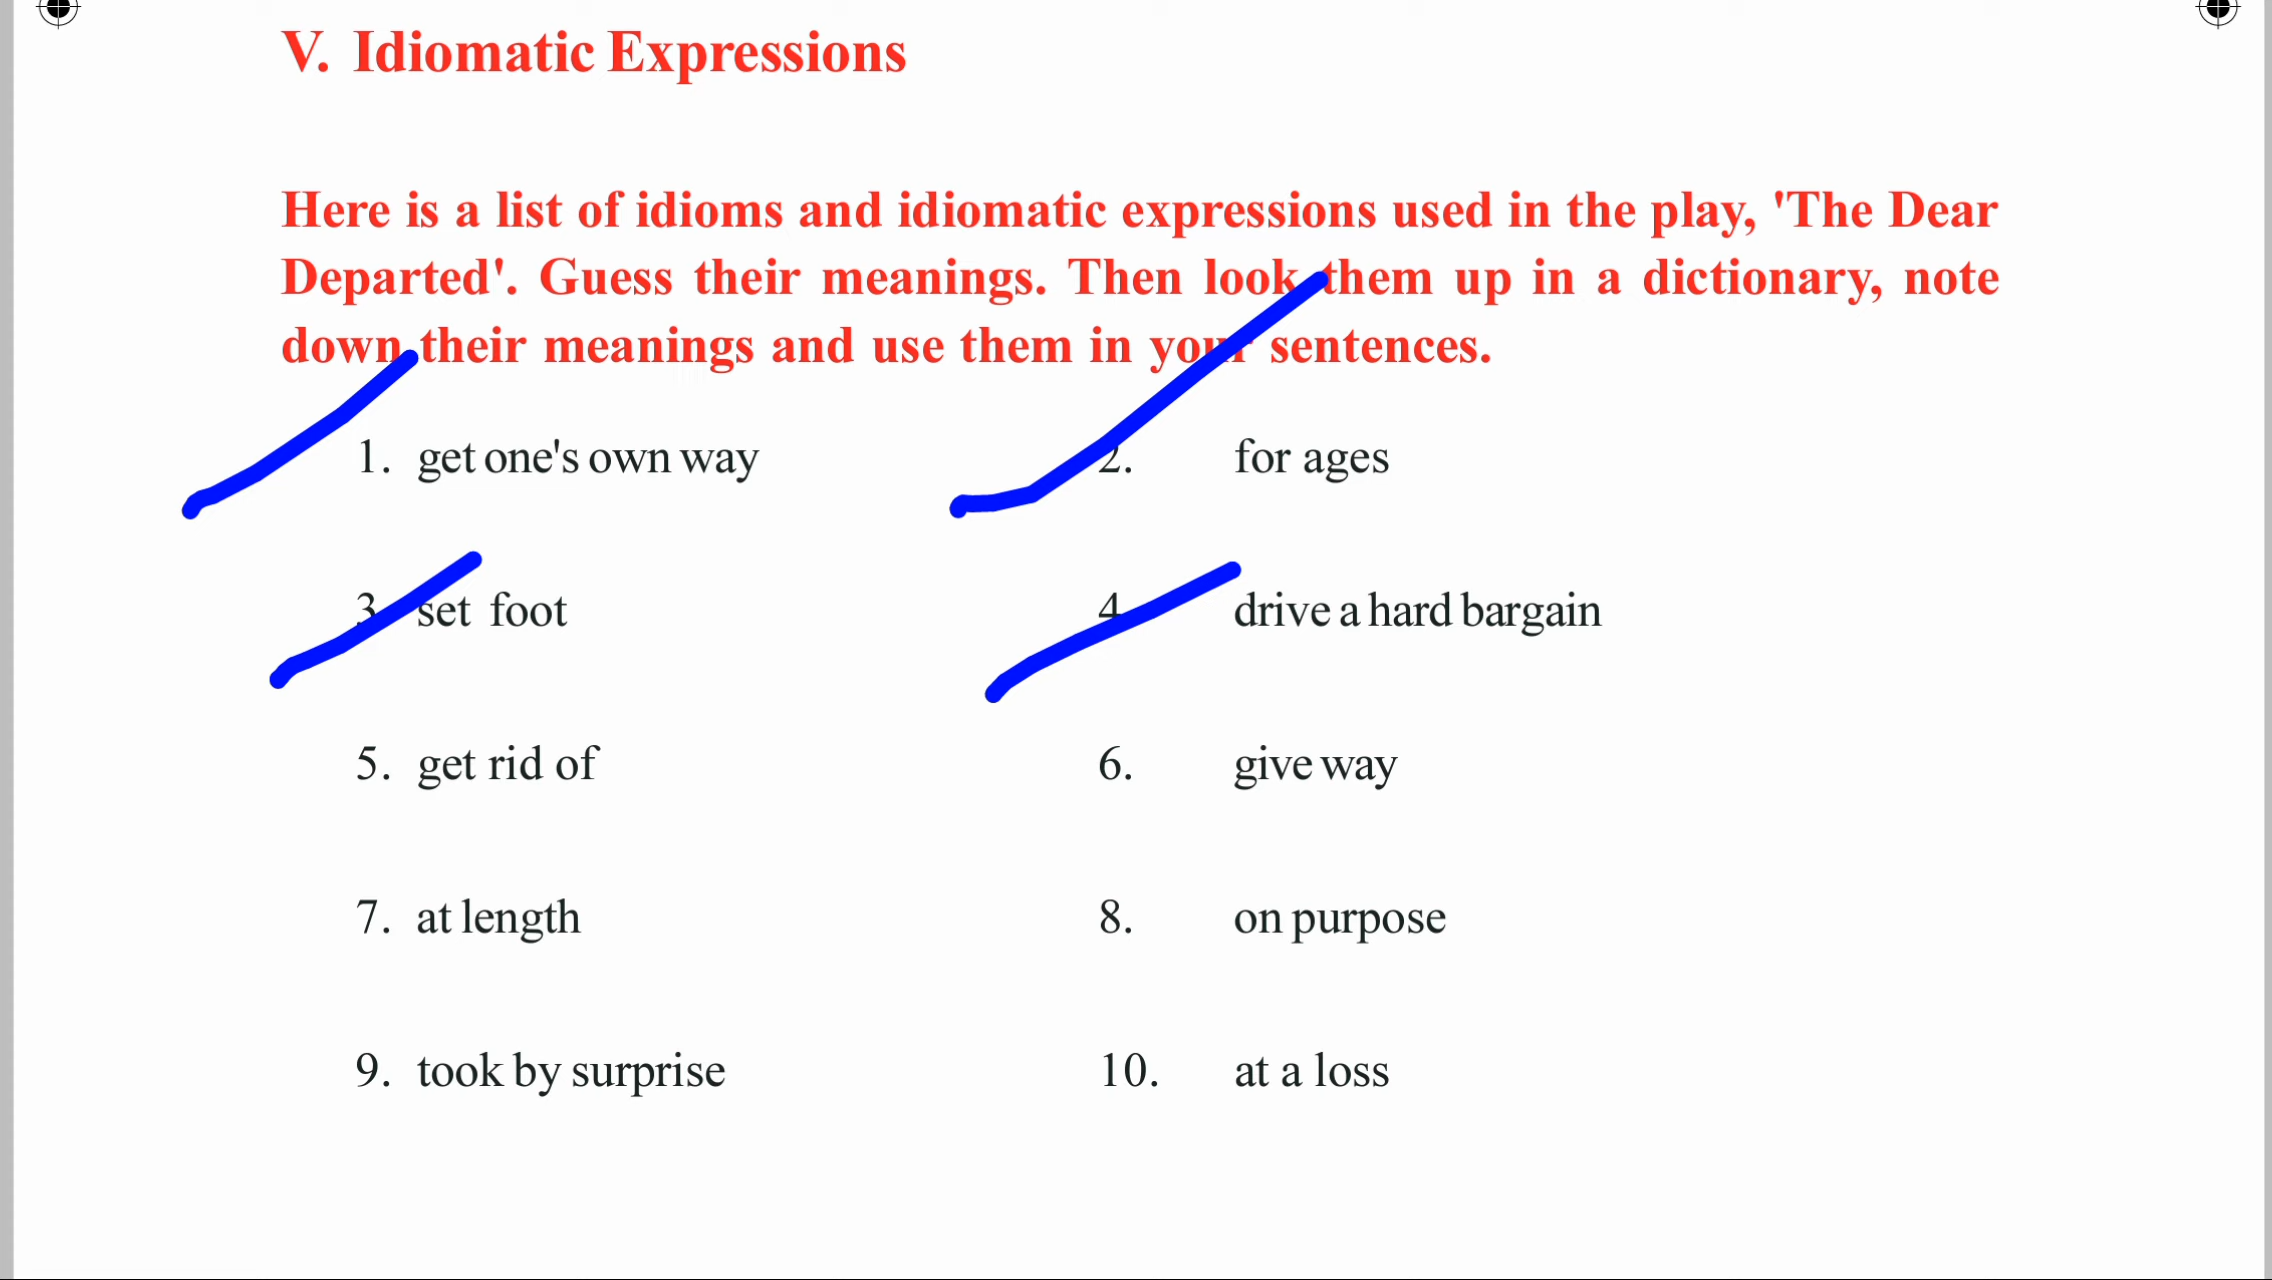 V. Idiomatic Expressions
Here is a list of idioms and idiomatic expressions used in the play, 'The Dear
Departed'. Guess their meanings. Then look them up in a dictionary, note
down their meanings and use them in your sentences.
1. get one's own way 2. for ages
3. set foot 4. drive a hard bargain
5. get rid of 6. give way
7. at length 8. on purpose
9. took by surprise 10. at a loss